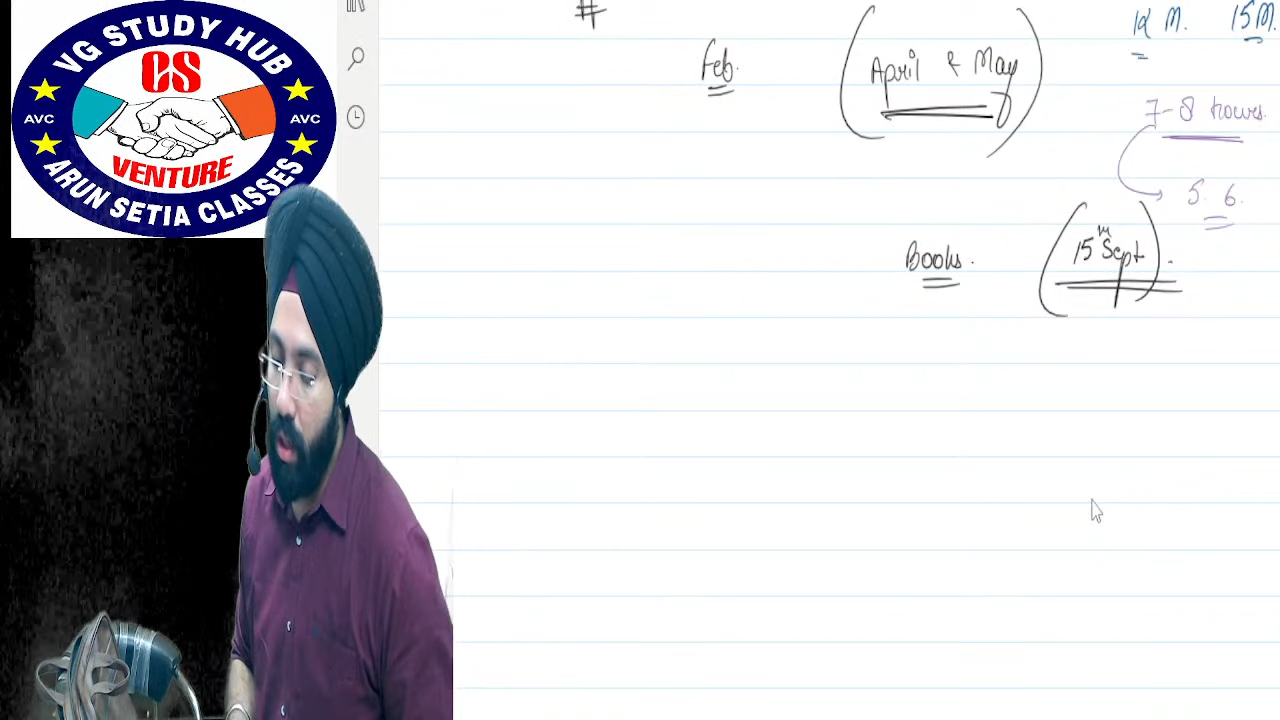 VG STUDY HUB
CS
AVC
AVC
VENTURE
ARUN SETIA CLASSES
#
Feb.
(April & May)
12 M. 15 M.
7-8 hours.
5. 6.
Books.
(15th Sept).